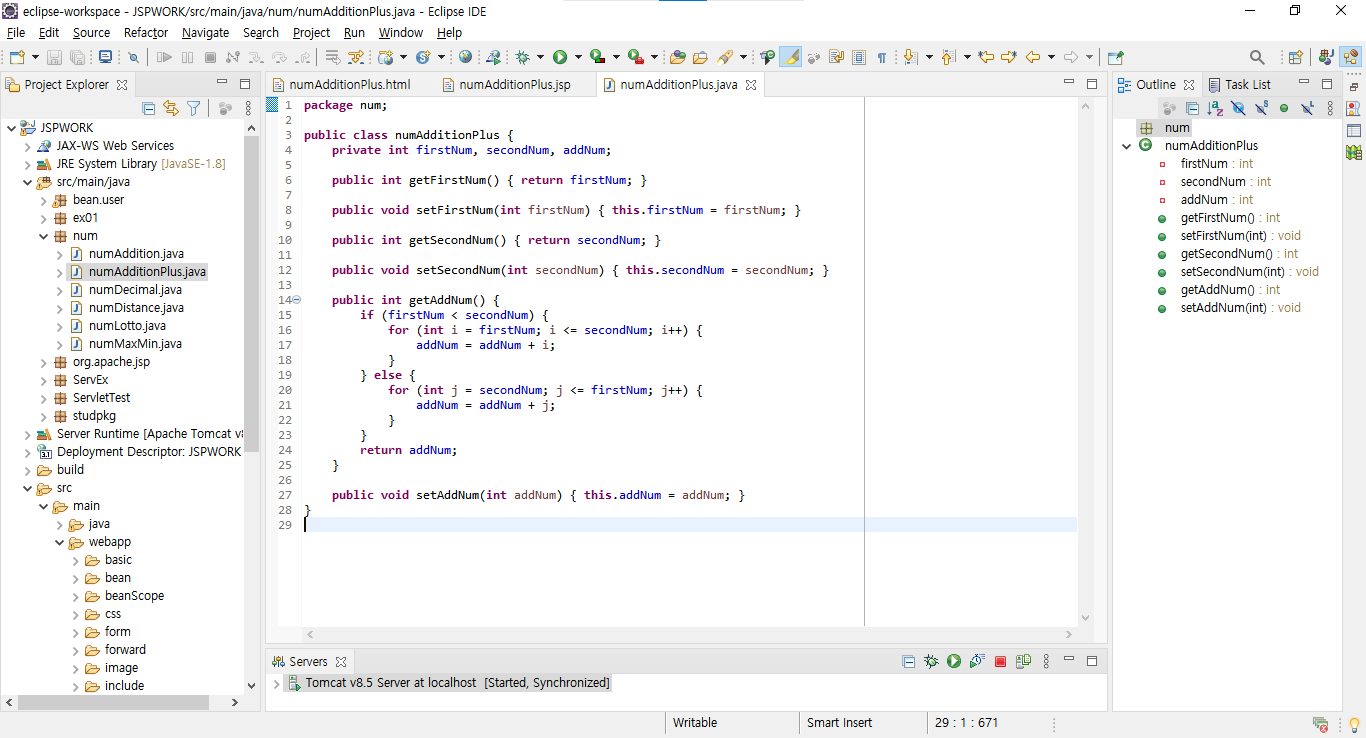 eclipse-workspace - JSPWORK/src/main/java/num/numAdditionPlus.java - Eclipse IDE
File Edit Source Refactor Navigate Search Project Run Window Help
Project Explorer
JSPWORK
JAX-WS Web Services
JRE System Library [JavaSE-1.8]
src/main/java
bean.user
ex01
num
numAddition.java
numAdditionPlus.java
numDecimal.java
numDistance.java
numLotto.java
numMaxMin.java
org.apache.jsp
ServEx
ServletTest
studpkg
Server Runtime [Apache Tomcat v8
Deployment Descriptor: JSPWORK
build
src
main
java
webapp
basic
bean
beanScope
css
form
forward
image
include
numAdditionPlus.html numAdditionPlus.jsp numAdditionPlus.java
1 package num;
2
3 public class numAdditionPlus {
4 private int firstNum, secondNum, addNum;
5
6 public int getFirstNum() { return firstNum; }
7
8 public void setFirstNum(int firstNum) { this.firstNum = firstNum; }
9
10 public int getSecondNum() { return secondNum; }
11
12 public void setSecondNum(int secondNum) { this.secondNum = secondNum; }
13
14 public int getAddNum() {
15 if (firstNum < secondNum) {
16 for (int i = firstNum; i <= secondNum; i++) {
17 addNum = addNum + i;
18 }
19 } else {
20 for (int j = secondNum; j <= firstNum; j++) {
21 addNum = addNum + j;
22 }
23 }
24 return addNum;
25 }
26
27 public void setAddNum(int addNum) { this.addNum = addNum; }
28 }
29
Servers
Tomcat v8.5 Server at localhost [Started, Synchronized]
Outline Task List
num
numAdditionPlus
firstNum : int
secondNum : int
addNum : int
getFirstNum() : int
setFirstNum(int) : void
getSecondNum() : int
setSecondNum(int) : void
getAddNum() : int
setAddNum(int) : void
Writable Smart Insert 29 : 1 : 671